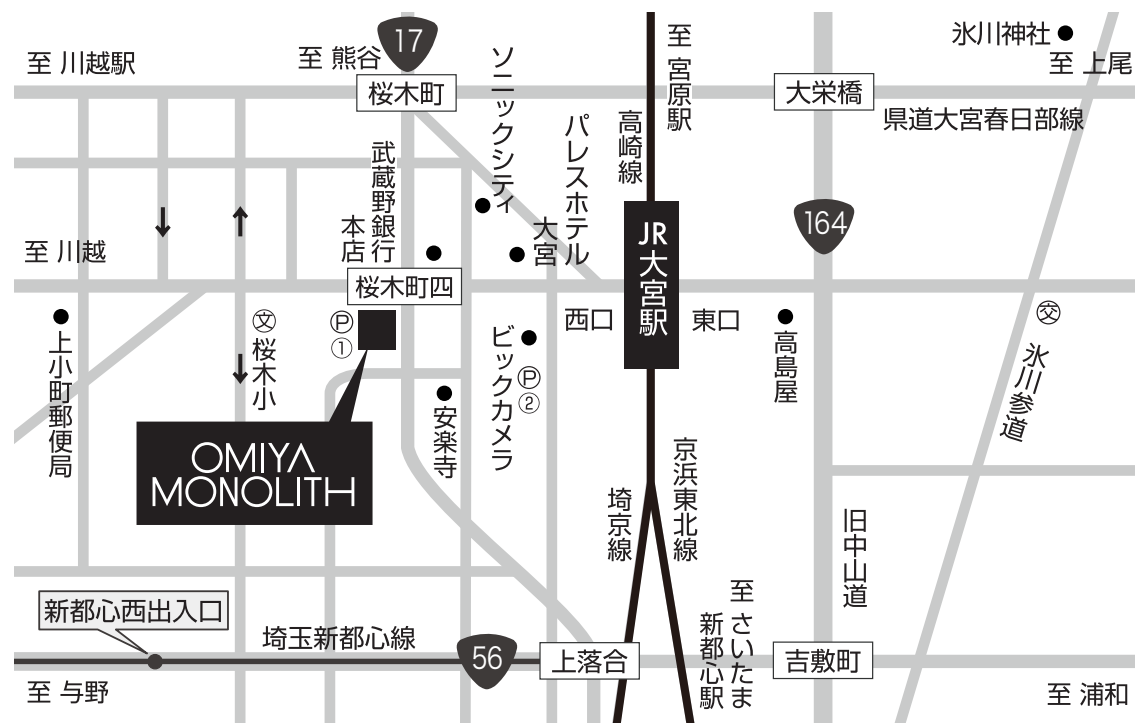 17
氷川神社
至 川越駅
至 熊谷
至 宮原駅
至 上尾
桜木町
大栄橋
県道大宮春日部線
ソニックシティ
パレスホテル
大宮
高崎線
武蔵野銀行
本店
164
JR大宮駅
至 川越
桜木町四
西口
東口
上小町郵便局
文
桜木小
P
1
ビックカメラ
P
2
高島屋
交
氷川参道
安楽寺
OMIYA
MONOLITH
京浜東北線
埼京線
旧中山道
新都心西出入口
埼玉新都心線
56
上落合
至 さいたま
新都心駅
吉敷町
至 与野
至 浦和